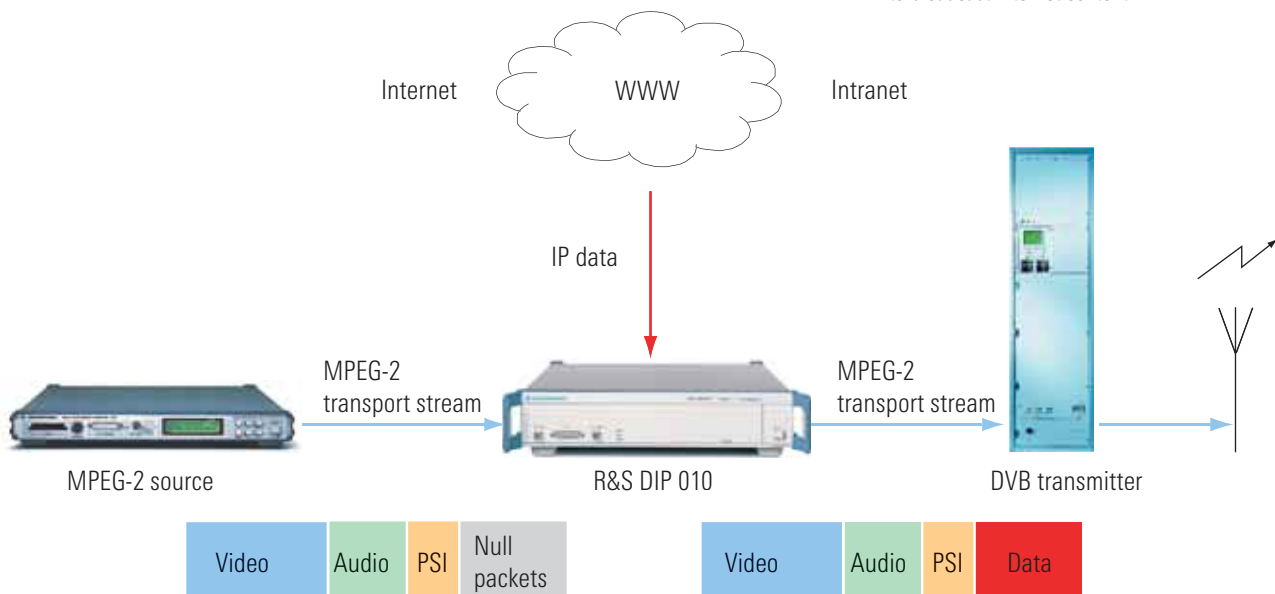 Internet
WWW
Intranet
IP data
MPEG-2
transport stream
MPEG-2
transport stream
MPEG-2 source
R&S DIP 010
DVB transmitter
Video
Audio
PSI
Null
packets
Video
Audio
PSI
Data